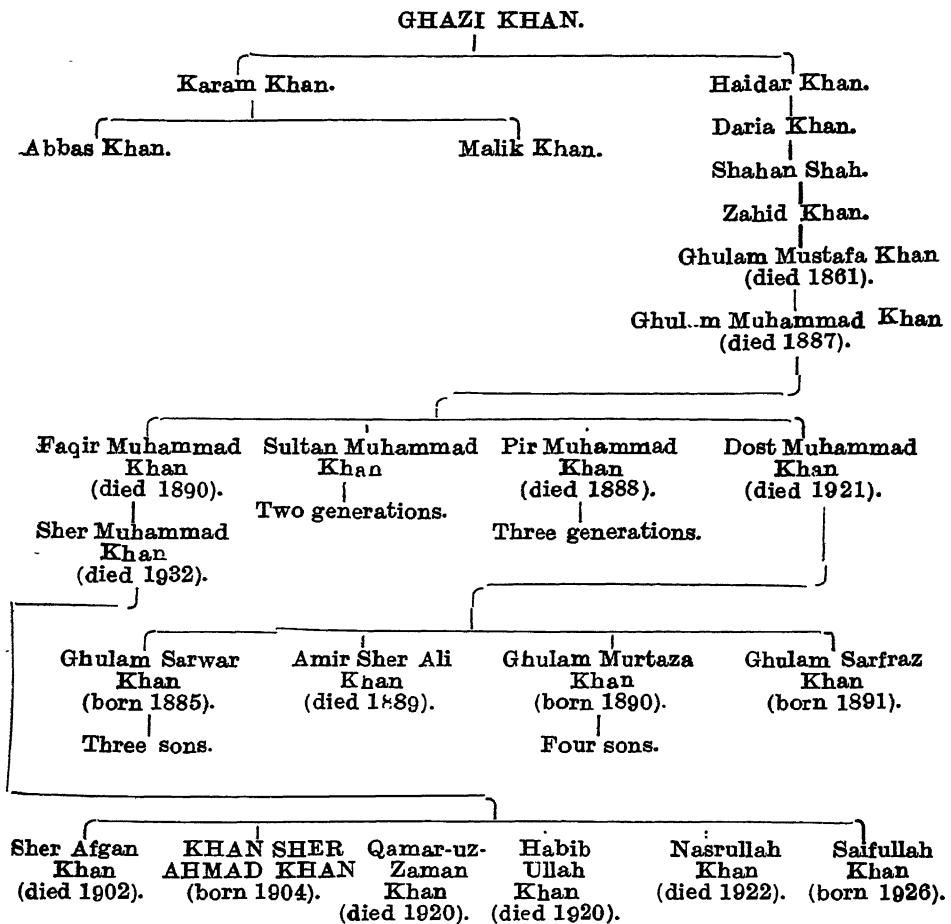 GHAZI KHAN.
Karam Khan.
Haidar Khan.
Abbas Khan.
Malik Khan.
Daria Khan.
Shahan Shah.
Zahid Khan.
Ghulam Mustafa Khan
(died 1861).
Ghul..m Muhammad Khan
(died 1887).
Faqir Muhammad
Khan
(died 1890).
Sher Muhammad
Khan
(died 1932).
Sultan Muhammad
Khan
Two generations.
Pir Muhammad
Khan
(died 1888).
Three generations.
Dost Muhammad
Khan
(died 1921).
Ghulam Sarwar
Khan
(born 1885).
Three sons.
Amir Sher Ali
Khan
(died 1889).
Ghulam Murtaza
Khan
(born 1890).
Four sons.
Ghulam Sarfraz
Khan
(born 1891).
Sher Afgan
Khan
(died 1902).
KHAN SHER
AHMAD KHAN
(born 1904).
Qamar-uz-
Zaman
Khan
(died 1920).
Habib
Ullah
Khan
(died 1920).
Nasrullah
Khan
(died 1922).
Saifullah
Khan
(born 1926).